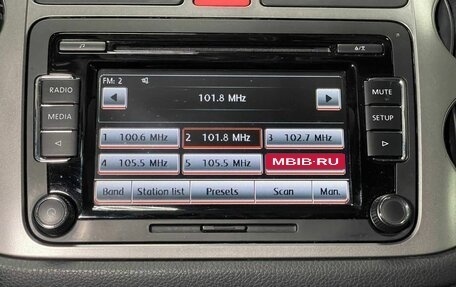 FM: 2
101.8 MHz
RADIO
MUTE
MEDIA
SETUP
1 100.6 MHz 2 101.8 MHz 3 102.7 MHz
4 105.5 MHz 5 105.5 MHz MBIB·RU
Band Station list Presets Scan Man.